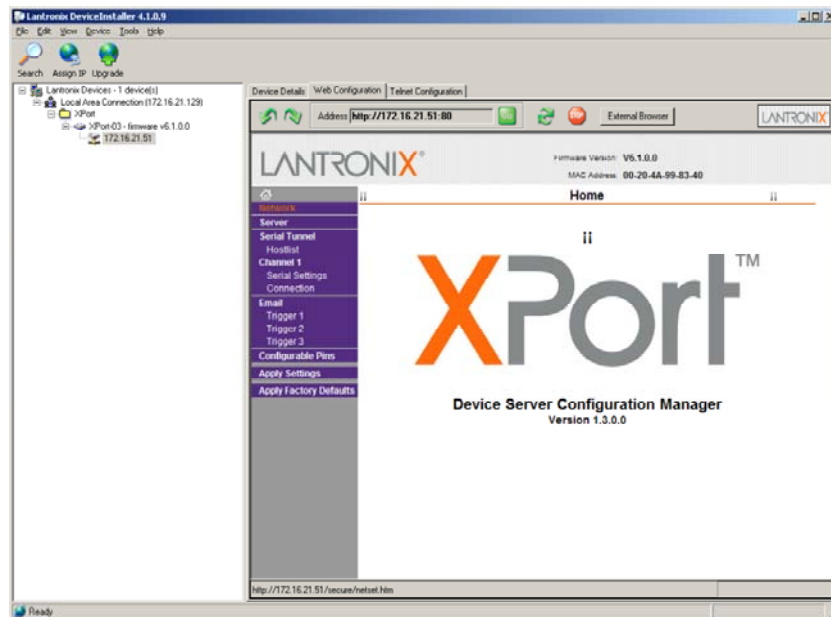 Lantronix DeviceInstaller 4.1.0.9
File Edit View Device Tools Help
Search Assign IP Upgrade
Lantronix Devices - 1 device(s)
Local Area Connection (172.16.21.129)
XPort
XPort-03 - firmware v6.1.0.0
172.16.21.51
Device Details Web Configuration Telnet Configuration
Address http://172.16.21.51:80 External Browser LANTRONIX
LANTRONIX®
Firmware Version: V6.1.0.0
MAC Address: 00-20-4A-99-83-40
Home
Network
Server
Serial Tunnel
Hostlist
Channel 1
Serial Settings
Connection
Email
Trigger 1
Trigger 2
Trigger 3
Configurable Pins
Apply Settings
Apply Factory Defaults
XPort™
Device Server Configuration Manager
Version 1.3.0.0
http://172.16.21.51/secure/netset.htm
Ready